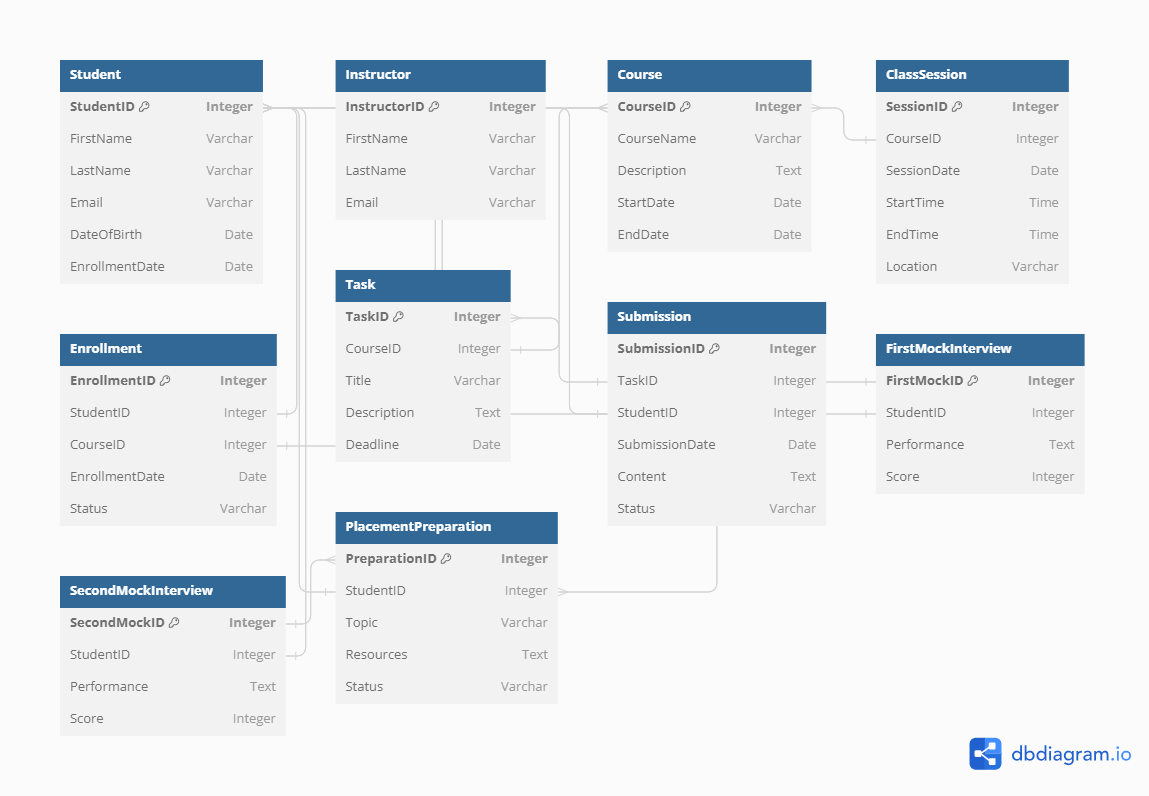 Student
StudentID Integer
FirstName Varchar
LastName Varchar
Email Varchar
DateOfBirth Date
EnrollmentDate Date
Instructor
InstructorID Integer
FirstName Varchar
LastName Varchar
Email Varchar
Course
CourseID Integer
CourseName Varchar
Description Text
StartDate Date
EndDate Date
ClassSession
SessionID Integer
CourseID Integer
SessionDate Date
StartTime Time
EndTime Time
Location Varchar
Task
TaskID Integer
CourseID Integer
Title Varchar
Description Text
Deadline Date
Submission
SubmissionID Integer
TaskID Integer
StudentID Integer
SubmissionDate Date
Content Text
Status Varchar
Enrollment
EnrollmentID Integer
StudentID Integer
CourseID Integer
EnrollmentDate Date
Status Varchar
FirstMockInterview
FirstMockID Integer
StudentID Integer
Performance Text
Score Integer
PlacementPreparation
PreparationID Integer
StudentID Integer
Topic Varchar
Resources Text
Status Varchar
SecondMockInterview
SecondMockID Integer
StudentID Integer
Performance Text
Score Integer
dbdiagram.io